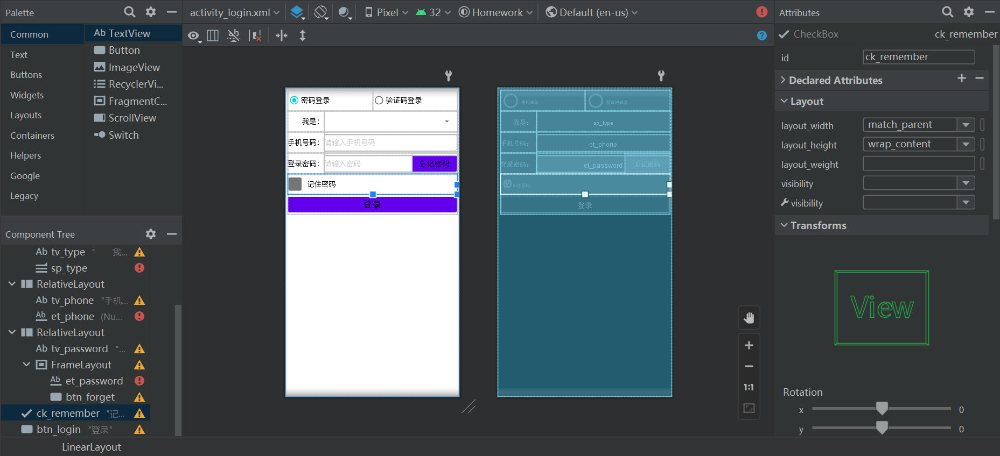 Palette
activity_login.xml
Pixel
32
Homework
Default (en-us)
Attributes
Common
Text
Buttons
Widgets
Layouts
Containers
Helpers
Google
Legacy
Ab TextView
Button
ImageView
RecyclerVi...
FragmentC...
ScrollView
Switch
Component Tree
Ab tv_type " 我...
sp_type
RelativeLayout
Ab tv_phone "手机...
Ab et_phone (Nu...
RelativeLayout
Ab tv_password "...
FrameLayout
Ab et_password
btn_forget
ck_remember "记...
btn_login "登录"
LinearLayout
密码登录 验证码登录
我是：
手机号码： 请输入手机号码
登录密码： 请输入密码 忘记密码
记住密码
登录
密码登录 验证码登录
我是： sp_type
手机号码： et_phone
登录密码： et_password 忘记密码
记住密码
登录
1:1
CheckBox ck_remember
id ck_remember
Declared Attributes
Layout
layout_width match_parent
layout_height wrap_content
layout_weight
visibility
visibility
Transforms
View
Rotation
x 0
y 0